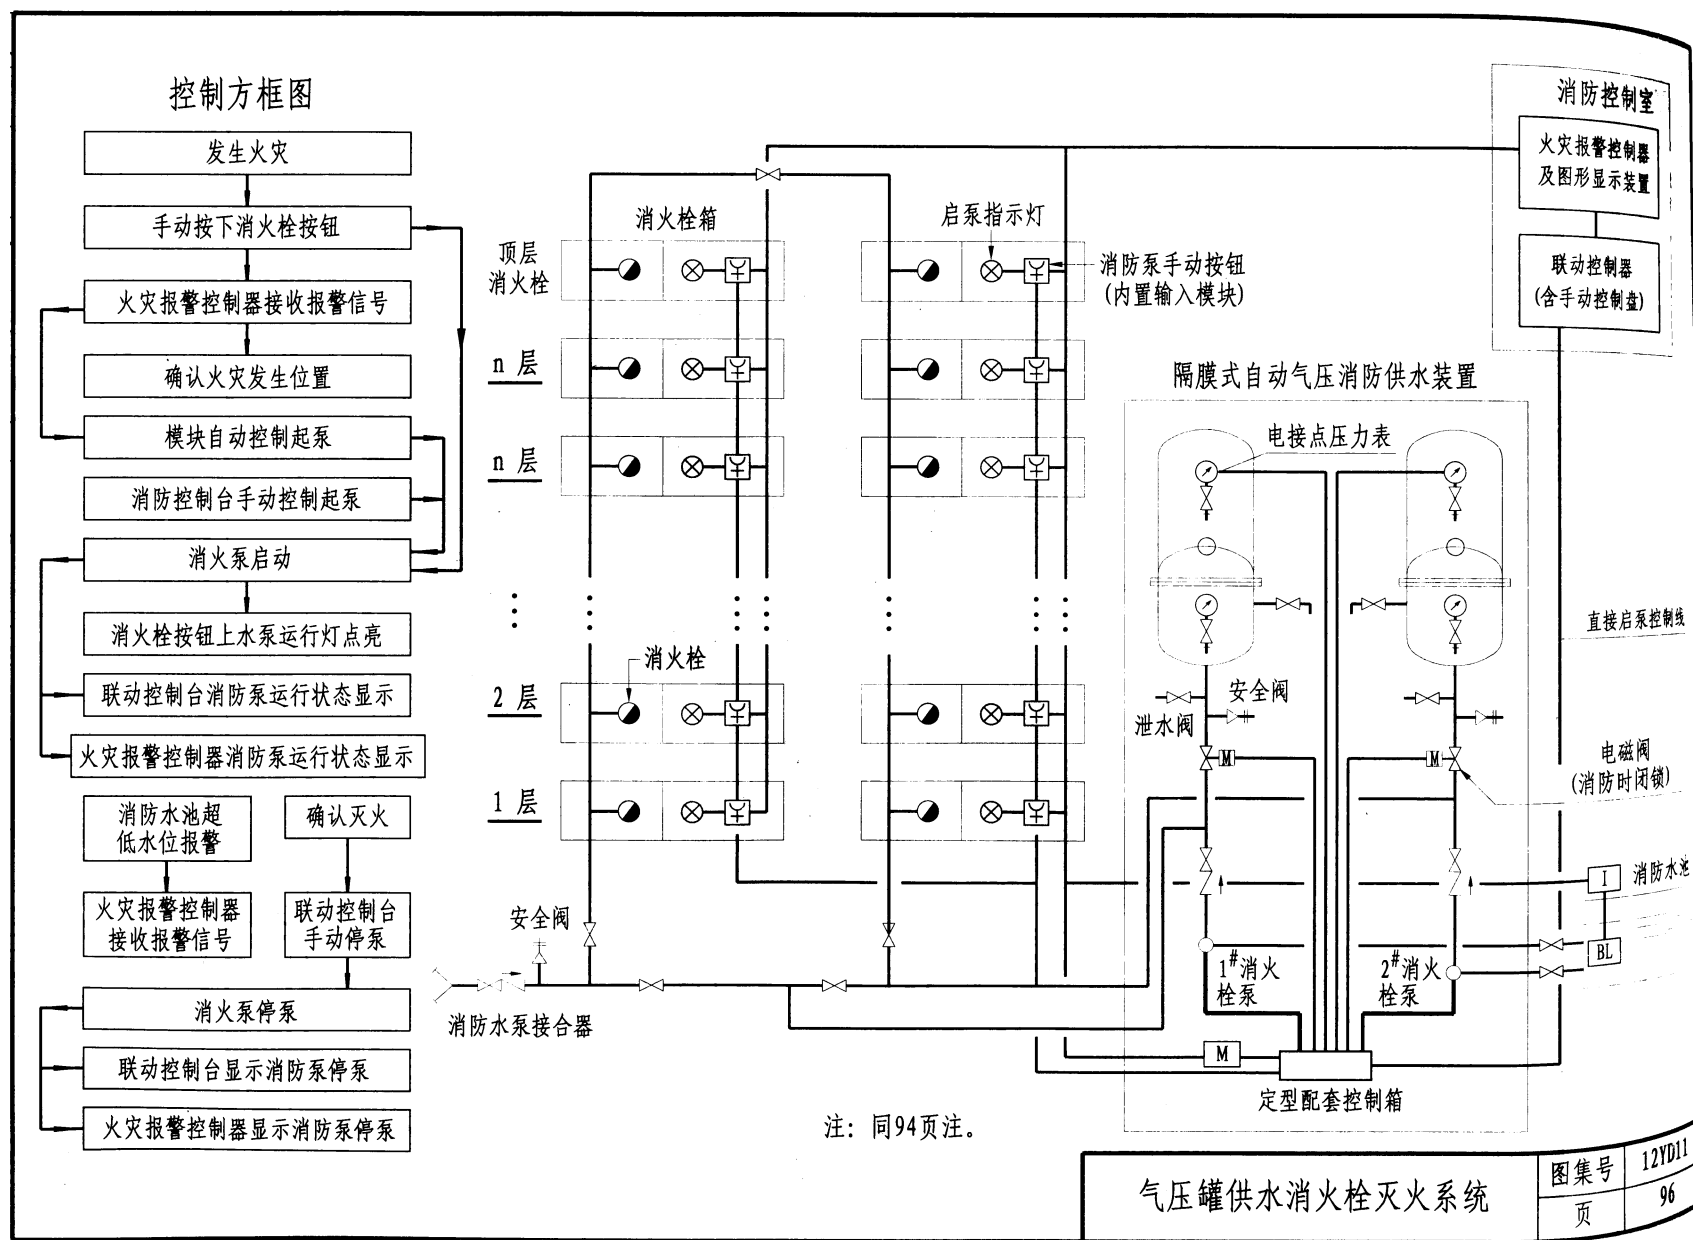 控制方框图
发生火灾
手动按下消火栓按钮
火灾报警控制器接收报警信号
确认火灾发生位置
模块自动控制起泵
消防控制台手动控制起泵
消火泵启动
消火栓按钮上水泵运行灯点亮
联动控制台消防泵运行状态显示
火灾报警控制器消防泵运行状态显示
消防水池超
低水位报警
确认灭火
火灾报警控制器
接收报警信号
联动控制台
手动停泵
消火泵停泵
联动控制台显示消防泵停泵
火灾报警控制器显示消防泵停泵
消火栓箱
启泵指示灯
顶层
消火栓
消防泵手动按钮
(内置输入模块)
n 层
n 层
消火栓
2 层
1 层
安全阀
消防水泵接合器
消防控制室
火灾报警控制器
及图形显示装置
联动控制器
(含手动控制盘)
隔膜式自动气压消防供水装置
电接点压力表
直接启泵控制线
安全阀
泄水阀
M
M
电磁阀
(消防时闭锁)
I
消防水池
BL
1#消火
栓泵
2#消火
栓泵
M
定型配套控制箱
注：同94页注。
气压罐供水消火栓灭火系统
图集号
12YD11
页
96